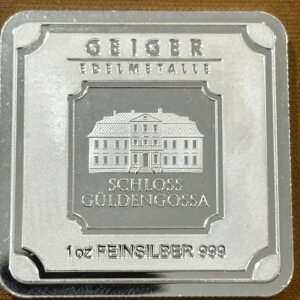 GEIGER
EDELMETALLE
SCHLOSS
GÜLDENGOSSA
1 oz FEINSILBER 999